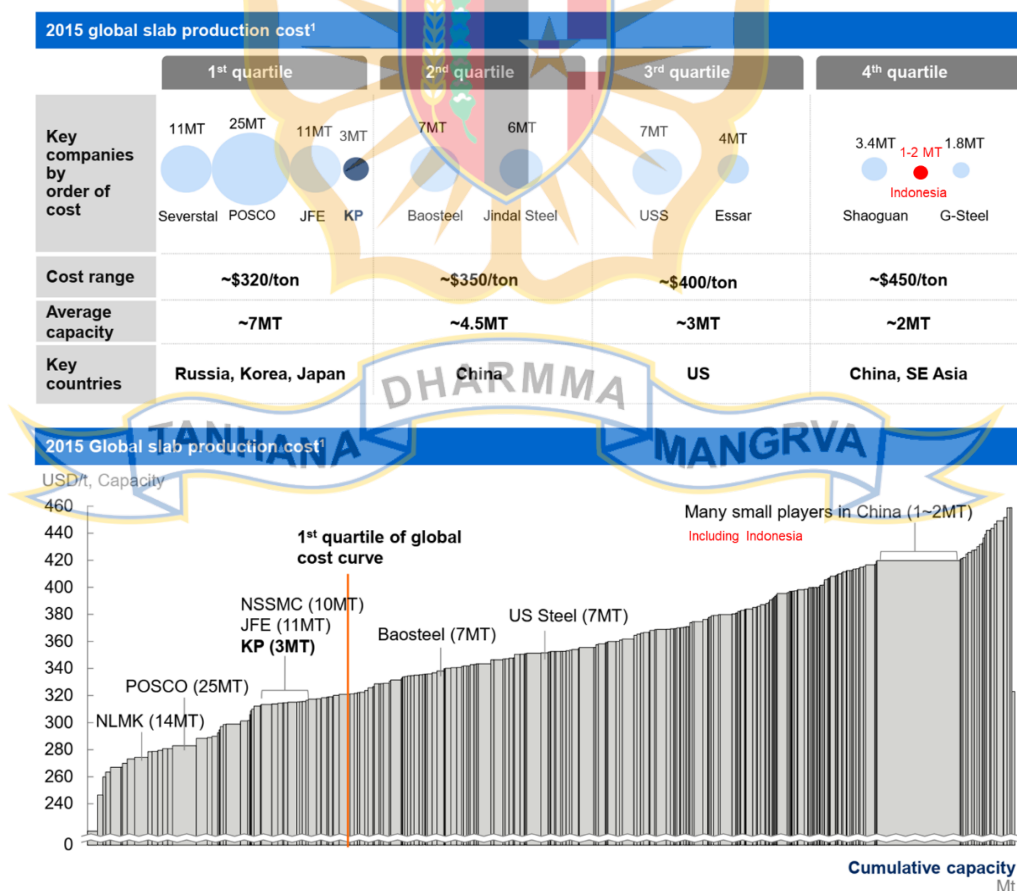 2015 global slab production cost¹
1st quartile
2nd quartile
3rd quartile
4th quartile
Key companies by order of cost
11MT
25MT
11MT
3MT
7MT
6MT
7MT
4MT
3.4MT
1-2 MT
1.8MT
Indonesia
Severstal
POSCO
JFE
KP
Baosteel
Jindal Steel
USS
Essar
Shaoguan
G-Steel
Cost range
~$320/ton
~$350/ton
~$400/ton
~$450/ton
Average capacity
~7MT
~4.5MT
~3MT
~2MT
Key countries
Russia, Korea, Japan
China
US
China, SE Asia
TANHANA DHARMMA MANGRVA
2015 Global slab production cost¹
USD/t, Capacity
460
440
420
400
380
360
340
320
300
280
260
240
0
1st quartile of global cost curve
Many small players in China (1~2MT)
Including Indonesia
NSSMC (10MT)
JFE (11MT)
KP (3MT)
Baosteel (7MT)
US Steel (7MT)
POSCO (25MT)
NLMK (14MT)
Cumulative capacity
Mt